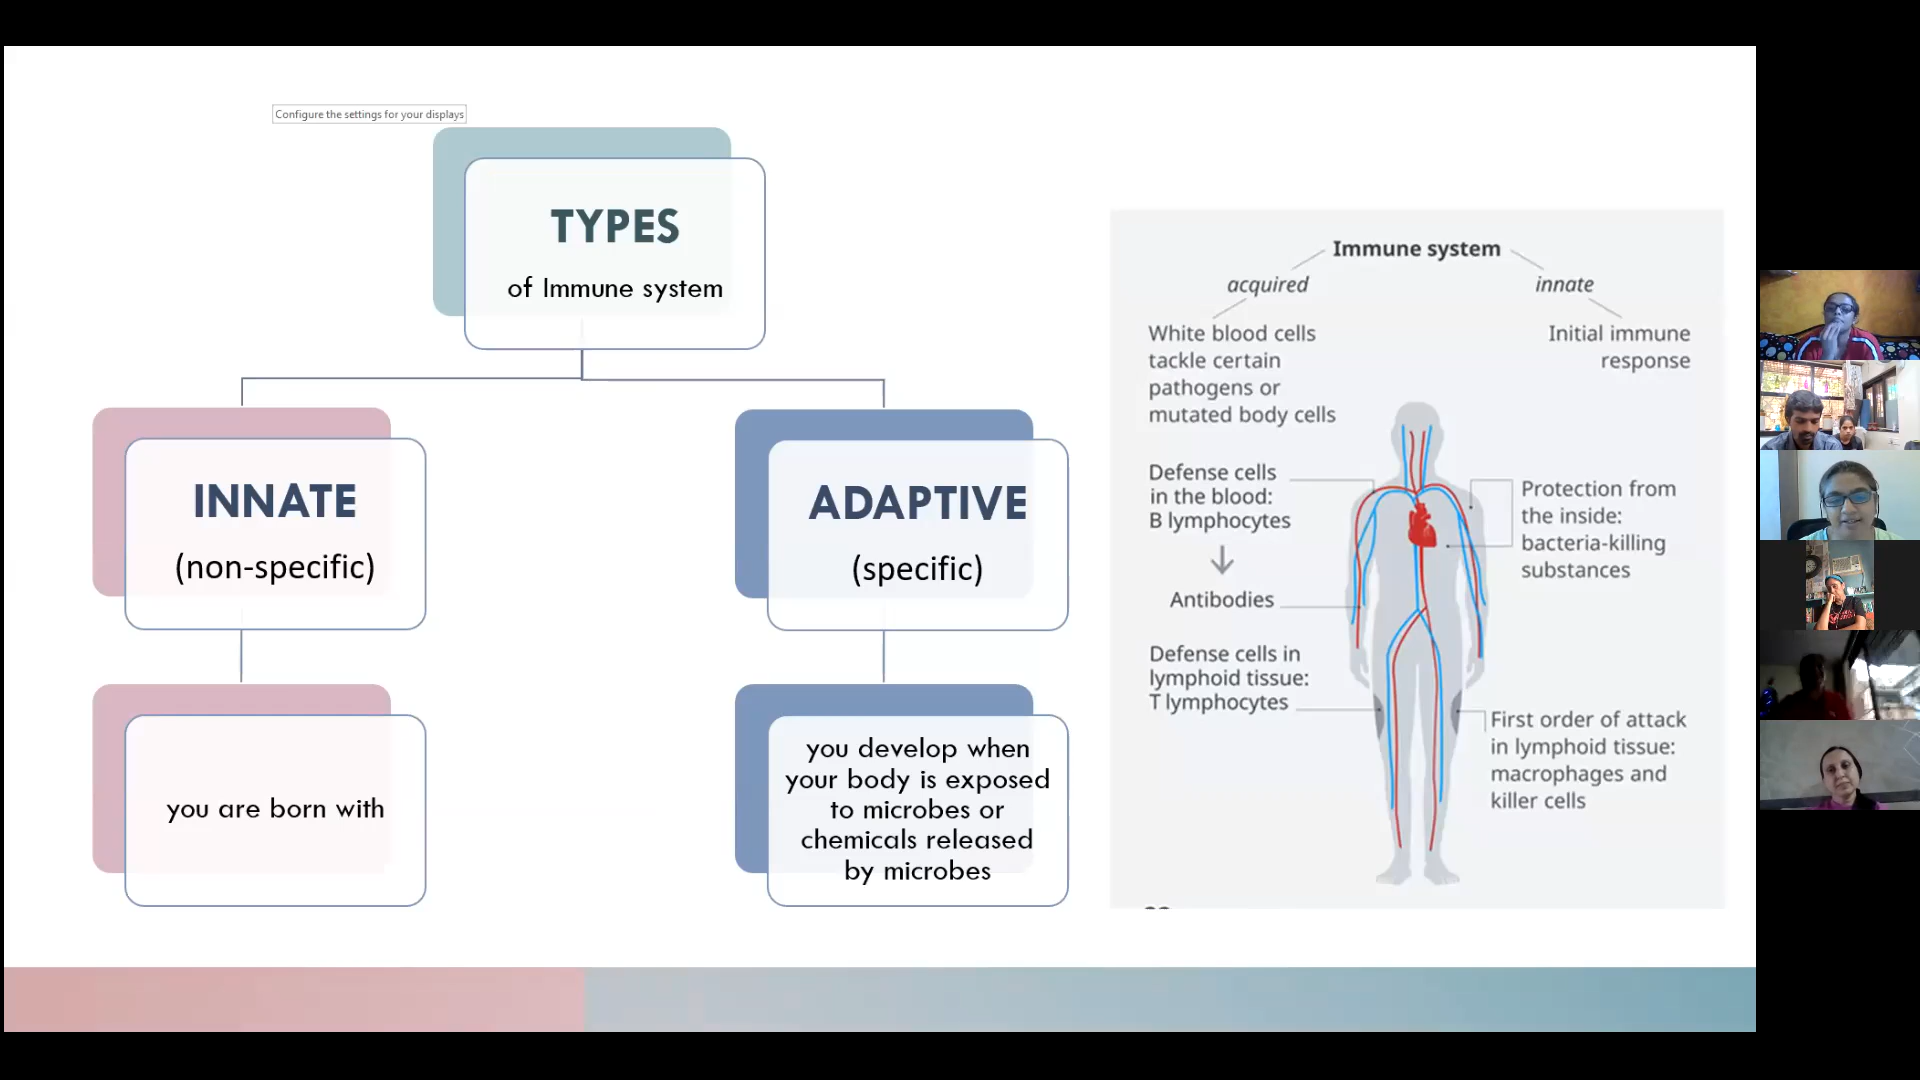 Configure the settings for your displays
TYPES
of Immune system
INNATE
(non-specific)
you are born with
ADAPTIVE
(specific)
you develop when
your body is exposed
to microbes or
chemicals released
by microbes
Immune system
acquired
innate
White blood cells
tackle certain
pathogens or
mutated body cells
Initial immune
response
Defense cells
in the blood:
B lymphocytes
Antibodies
Defense cells in
lymphoid tissue:
T lymphocytes
Protection from
the inside:
bacteria-killing
substances
First order of attack
in lymphoid tissue:
macrophages and
killer cells